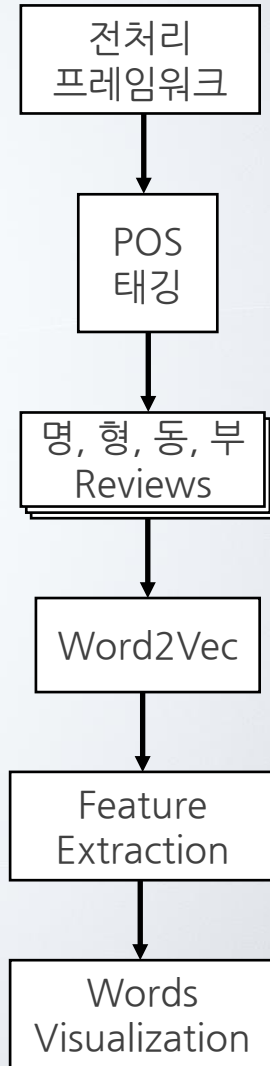 전처리
프레임워크
POS
태깅
명, 형, 동, 부
Reviews
Word2Vec
Feature
Extraction
Words
Visualization